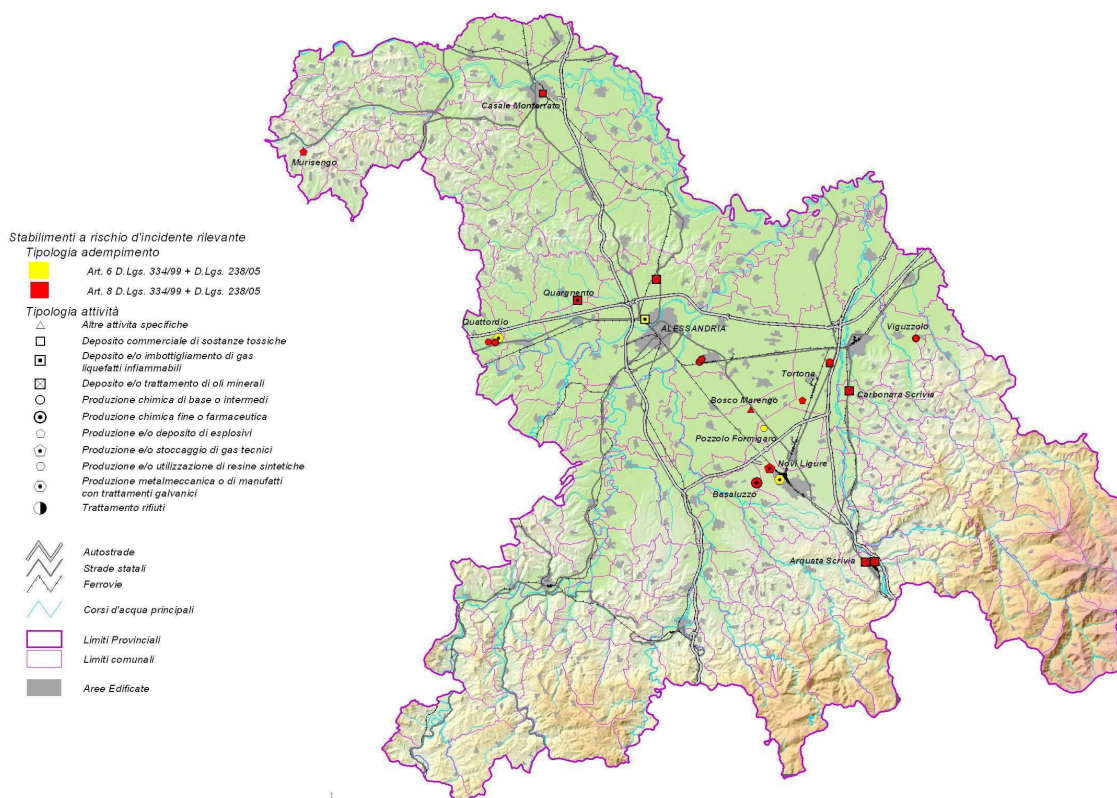 Casale Monferrato
Murisengo
Stabilimenti a rischio d'incidente rilevante
Tipologia adempimento
Art. 6 D.Lgs. 334/99 + D.Lgs. 238/05
Art. 8 D.Lgs. 334/99 + D.Lgs. 238/05
Tipologia attività
Altre attivita specifiche
Deposito commerciale di sostanze tossiche
Deposito e/o imbottigliamento di gas
liquefatti infiammabili
Deposito e/o trattamento di oli minerali
Produzione chimica di base o intermedi
Produzione chimica fine o farmaceutica
Produzione e/o deposito di esplosivi
Produzione e/o stoccaggio di gas tecnici
Produzione e/o utilizzazione di resine sintetiche
Produzione metalmeccanica o di manufatti
con trattamenti galvanici
Trattamento rifiuti
Autostrade
Strade statali
Ferrovie
Corsi d'acqua principali
Limiti Provinciali
Limiti comunali
Aree Edificate
Quargnento
Quattordio
ALESSANDRIA
Viguzzolo
Tortona
Carbonara Scrivia
Bosco Marengo
Pozzolo Formigaro
Novi Ligure
Basaluzzo
Arquata Scrivia